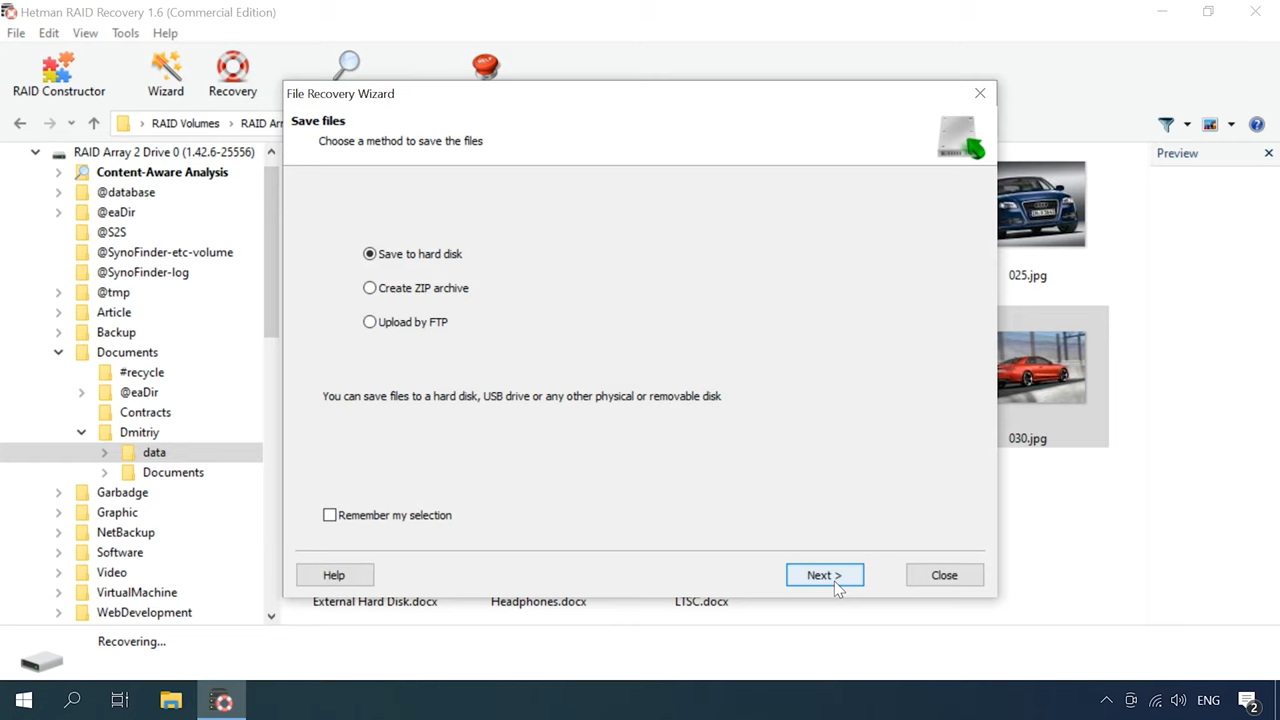 Hetman RAID Recovery 1.6 (Commercial Edition)
File Edit View Tools Help
RAID Constructor Wizard Recovery
HELP
RAID Volumes RAID Ar
File Recovery Wizard
Save files
Choose a method to save the files
Save to hard disk
Create ZIP archive
Upload by FTP
You can save files to a hard disk, USB drive or any other physical or removable disk
Remember my selection
Help Next > Close
RAID Array 2 Drive 0 (1.42.6-25556)
Content-Aware Analysis
@database
@eaDir
@S2S
@SynoFinder-etc-volume
@SynoFinder-log
@tmp
Article
Backup
Documents
#recycle
@eaDir
Contracts
Dmitriy
data
Documents
Garbadge
Graphic
NetBackup
Software
Video
VirtualMachine
WebDevelopment
Preview
025.jpg
030.jpg
External Hard Disk.docx Headphones.docx LTSC.docx
Recovering...
ENG
2